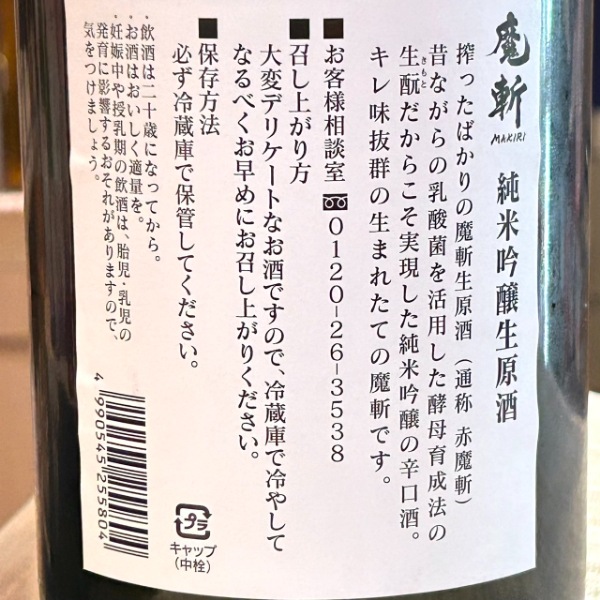 魔斬
MAKIRI
純米吟醸生原酒
搾ったばかりの魔斬生原酒（通称 赤魔斬）
昔ながらの乳酸菌を活用した酵母育成法の
生酛だからこそ実現した純米吟醸の辛口酒。
きもと
キレ味抜群の生まれたての魔斬です。
■お客様相談室 0120-26-3538
■召し上がり方
大変デリケートなお酒ですので、冷蔵庫で冷やして
なるべくお早めにお召し上がりください。
■保存方法
必ず冷蔵庫で保管してください。
・飲酒は二十歳になってから。
・お酒はおいしく適量を。
・妊娠中や授乳期の飲酒は、胎児・乳児の
発育に影響するおそれがありますので、
気をつけましょう。
4 990545 255804
プラ
キャップ
（中栓）